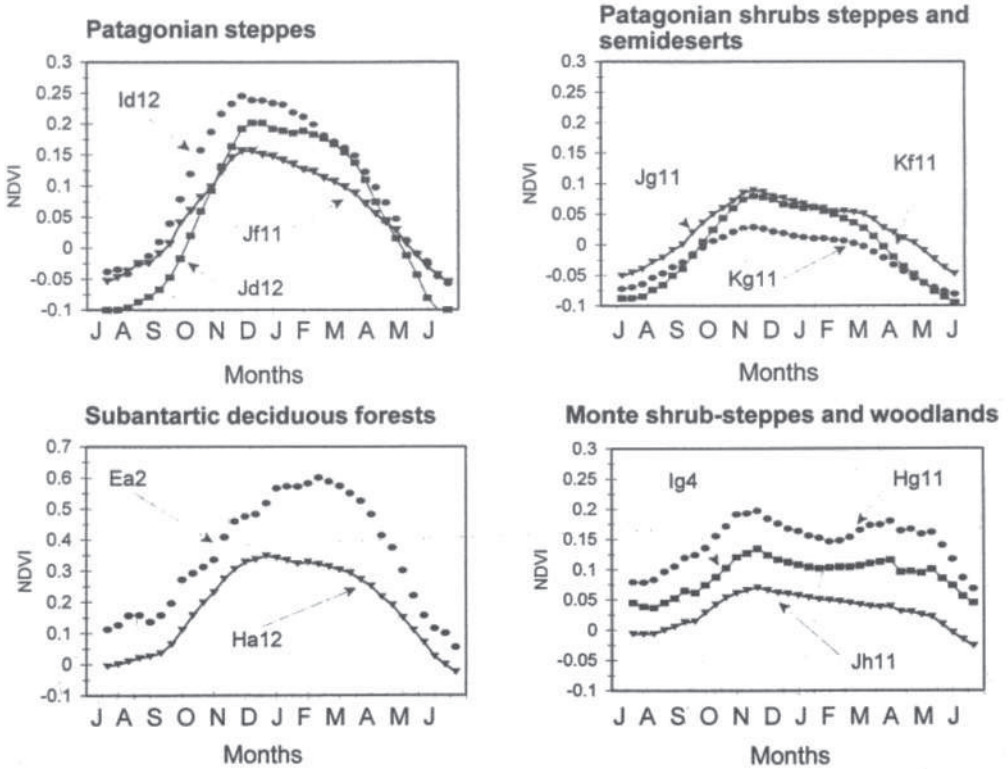 Patagonian steppes
0.3
0.25
0.2
0.15
0.1
0.05
0
-0.05
-0.1
NDVI
Id12
Jf11
Jd12
J A S O N D J F M A M J
Months
Patagonian shrubs steppes and
semideserts
0.3
0.25
0.2
0.15
0.1
0.05
0
-0.05
-0.1
NDVI
Jg11
Kf11
Kg11
J A S O N D J F M A M J
Months
Subantartic deciduous forests
0.7
0.6
0.5
0.4
0.3
0.2
0.1
0
-0.1
NDVI
Ea2
Ha12
J A S O N D J F M A M J
Months
Monte shrub-steppes and woodlands
0.3
0.25
0.2
0.15
0.1
0.05
0
-0.05
-0.1
NDVI
Ig4
Hg11
Jh11
J A S O N D J F M A M J
Months